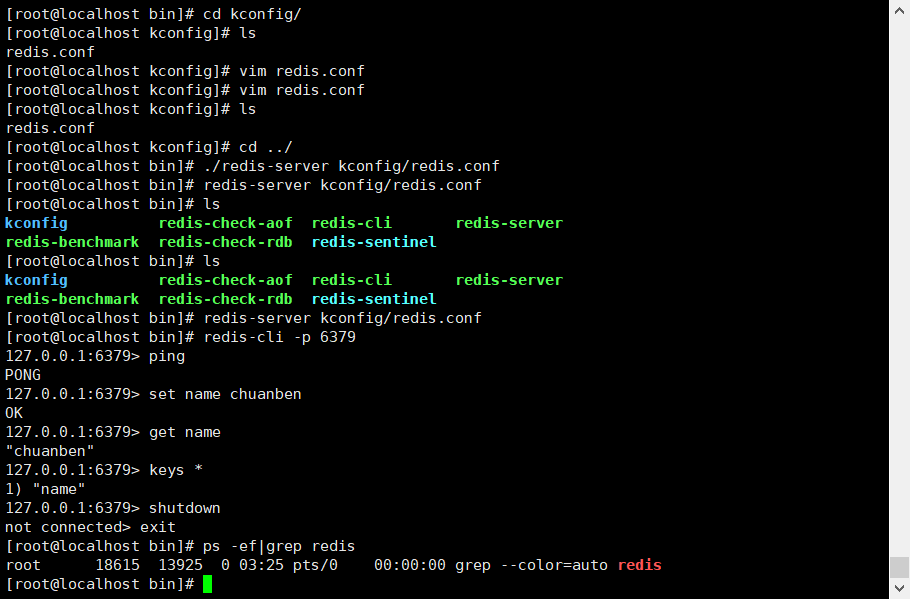 [root@localhost bin]# cd kconfig/
[root@localhost kconfig]# ls
redis.conf
[root@localhost kconfig]# vim redis.conf
[root@localhost kconfig]# vim redis.conf
[root@localhost kconfig]# ls
redis.conf
[root@localhost kconfig]# cd ../
[root@localhost bin]# ./redis-server kconfig/redis.conf
[root@localhost bin]# redis-server kconfig/redis.conf
[root@localhost bin]# ls
kconfig          redis-check-aof  redis-cli       redis-server
redis-benchmark  redis-check-rdb  redis-sentinel
[root@localhost bin]# ls
kconfig          redis-check-aof  redis-cli       redis-server
redis-benchmark  redis-check-rdb  redis-sentinel
[root@localhost bin]# redis-server kconfig/redis.conf
[root@localhost bin]# redis-cli -p 6379
127.0.0.1:6379> ping
PONG
127.0.0.1:6379> set name chuanben
OK
127.0.0.1:6379> get name
"chuanben"
127.0.0.1:6379> keys *
1) "name"
127.0.0.1:6379> shutdown
not connected> exit
[root@localhost bin]# ps -ef|grep redis
root      18615  13925  0 03:25 pts/0    00:00:00 grep --color=auto redis
[root@localhost bin]#